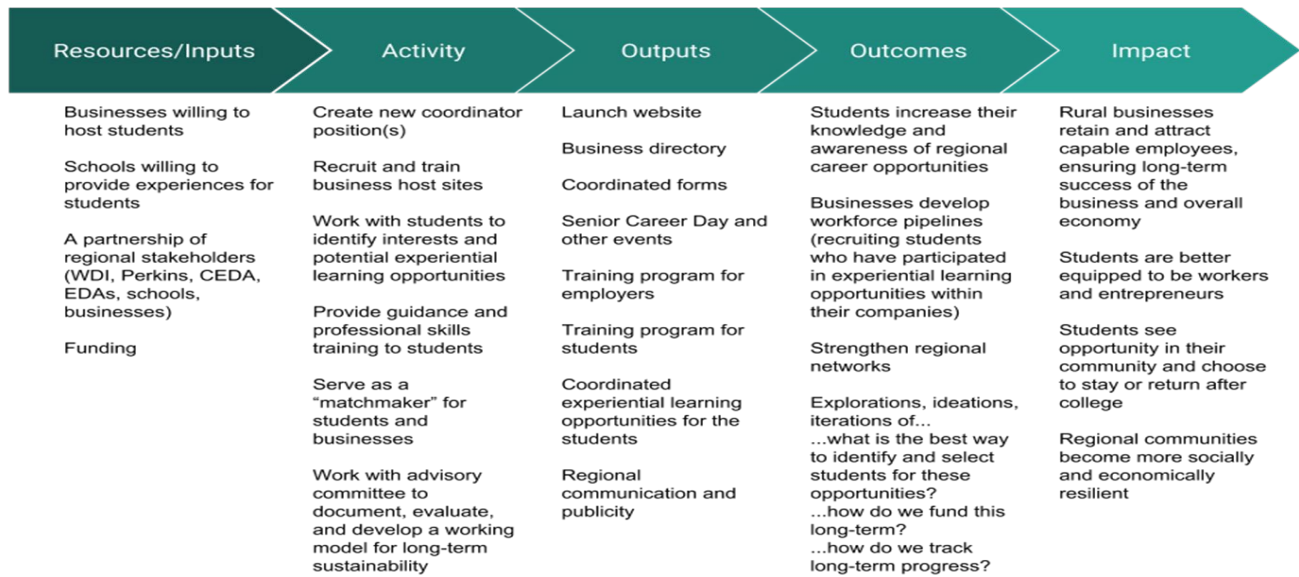 Resources/Inputs
Activity
Outputs
Outcomes
Impact
Businesses willing to
host students
Schools willing to
provide experiences for
students
A partnership of
regional stakeholders
(WDI, Perkins, CEDA,
EDAs, schools,
businesses)
Funding
Create new coordinator
position(s)
Recruit and train
business host sites
Work with students to
identify interests and
potential experiential
learning opportunities
Provide guidance and
professional skills
training to students
Serve as a
“matchmaker” for
students and
businesses
Work with advisory
committee to
document, evaluate,
and develop a working
model for long-term
sustainability
Launch website
Business directory
Coordinated forms
Senior Career Day and
other events
Training program for
employers
Training program for
students
Coordinated
experiential learning
opportunities for the
students
Regional
communication and
publicity
Students increase their
knowledge and
awareness of regional
career opportunities
Businesses develop
workforce pipelines
(recruiting students
who have participated
in experiential learning
opportunities within
their companies)
Strengthen regional
networks
Explorations, ideations,
iterations of...
...what is the best way
to identify and select
students for these
opportunities?
...how do we fund this
long-term?
...how do we track
long-term progress?
Rural businesses
retain and attract
capable employees,
ensuring long-term
success of the
business and overall
economy
Students are better
equipped to be workers
and entrepreneurs
Students see
opportunity in their
community and choose
to stay or return after
college
Regional communities
become more socially
and economically
resilient